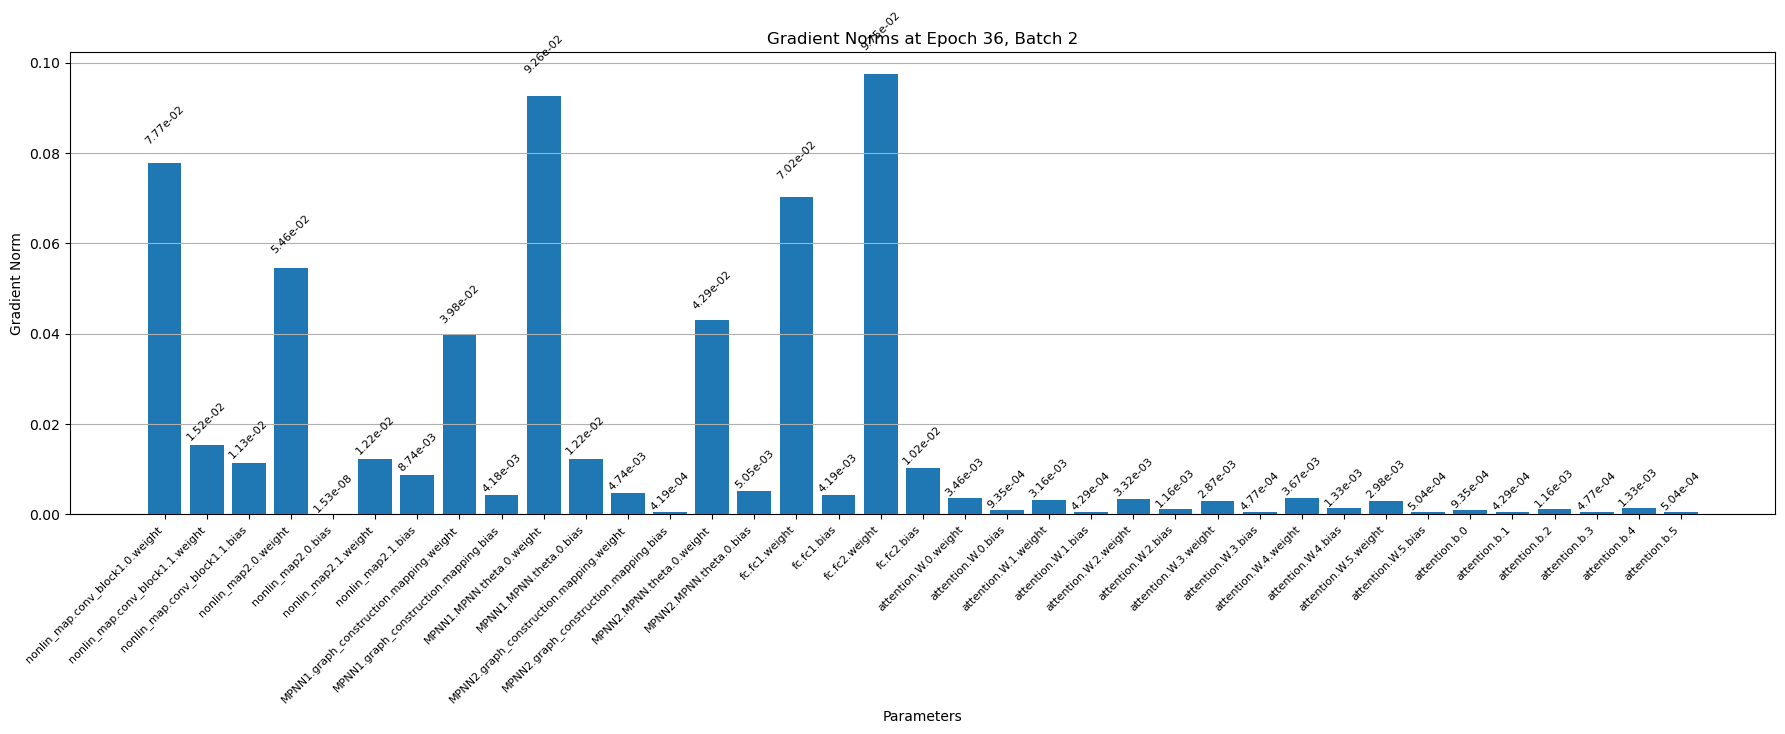 Gradient Norms at Epoch 36, Batch 2
Gradient Norm
0.10
0.08
0.06
0.04
0.02
0.00
7.77e-02
1.52e-02
1.13e-02
5.46e-02
1.53e-08
1.22e-02
8.74e-03
3.98e-02
4.18e-03
9.26e-02
1.22e-02
4.74e-03
4.19e-04
4.29e-02
5.05e-03
7.02e-02
4.19e-03
9.75e-02
1.02e-02
3.46e-03
9.35e-04
3.16e-03
4.29e-04
3.32e-03
1.16e-03
2.87e-03
4.77e-04
3.67e-03
1.33e-03
2.98e-03
5.04e-04
9.35e-04
4.29e-04
1.16e-03
4.77e-04
1.33e-03
5.04e-04
nonlin_map.conv_block1.0.weight
nonlin_map.conv_block1.1.weight
nonlin_map.conv_block1.1.bias
nonlin_map2.0.weight
nonlin_map2.0.bias
nonlin_map2.1.weight
nonlin_map2.1.bias
MPNN1.graph_construction.mapping.weight
MPNN1.graph_construction.mapping.bias
MPNN1.MPNN.theta.0.weight
MPNN1.MPNN.theta.0.bias
MPNN2.graph_construction.mapping.weight
MPNN2.graph_construction.mapping.bias
MPNN2.MPNN.theta.0.weight
MPNN2.MPNN.theta.0.bias
fc.fc1.weight
fc.fc1.bias
fc.fc2.weight
fc.fc2.bias
attention.W.0.weight
attention.W.0.bias
attention.W.1.weight
attention.W.1.bias
attention.W.2.weight
attention.W.2.bias
attention.W.3.weight
attention.W.3.bias
attention.W.4.weight
attention.W.4.bias
attention.W.5.weight
attention.W.5.bias
attention.b.0
attention.b.1
attention.b.2
attention.b.3
attention.b.4
attention.b.5
Parameters